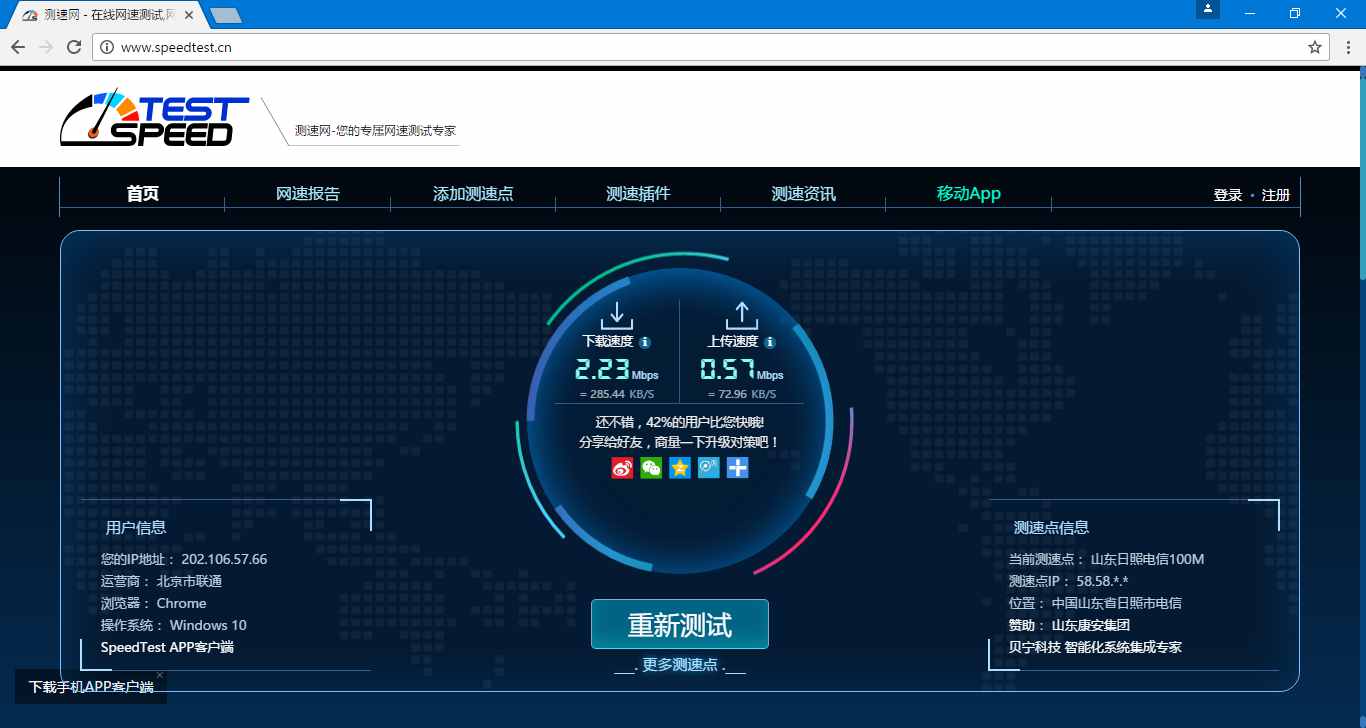 测速网 - 在线网速测试,网
www.speedtest.cn
TEST
SPEED
测速网-您的专属网速测试专家
首页 网速报告 添加测速点 测速插件 测速资讯 移动App 登录 · 注册
下载速度 上传速度
2.23 Mbps 0.57 Mbps
= 285.44 KB/S = 72.96 KB/S
还不错，42%的用户比您快哦!
分享给好友，商量一下升级对策吧！
用户信息
您的IP地址： 202.106.57.66
运营商： 北京市联通
浏览器： Chrome
操作系统： Windows 10
SpeedTest APP客户端
测速点信息
当前测速点： 山东日照电信100M
测速点IP： 58.58.*.*
位置： 中国山东省日照市电信
赞助： 山东康安集团
贝宁科技 智能化系统集成专家
重新测试
. 更多测速点 .
下载手机APP客户端